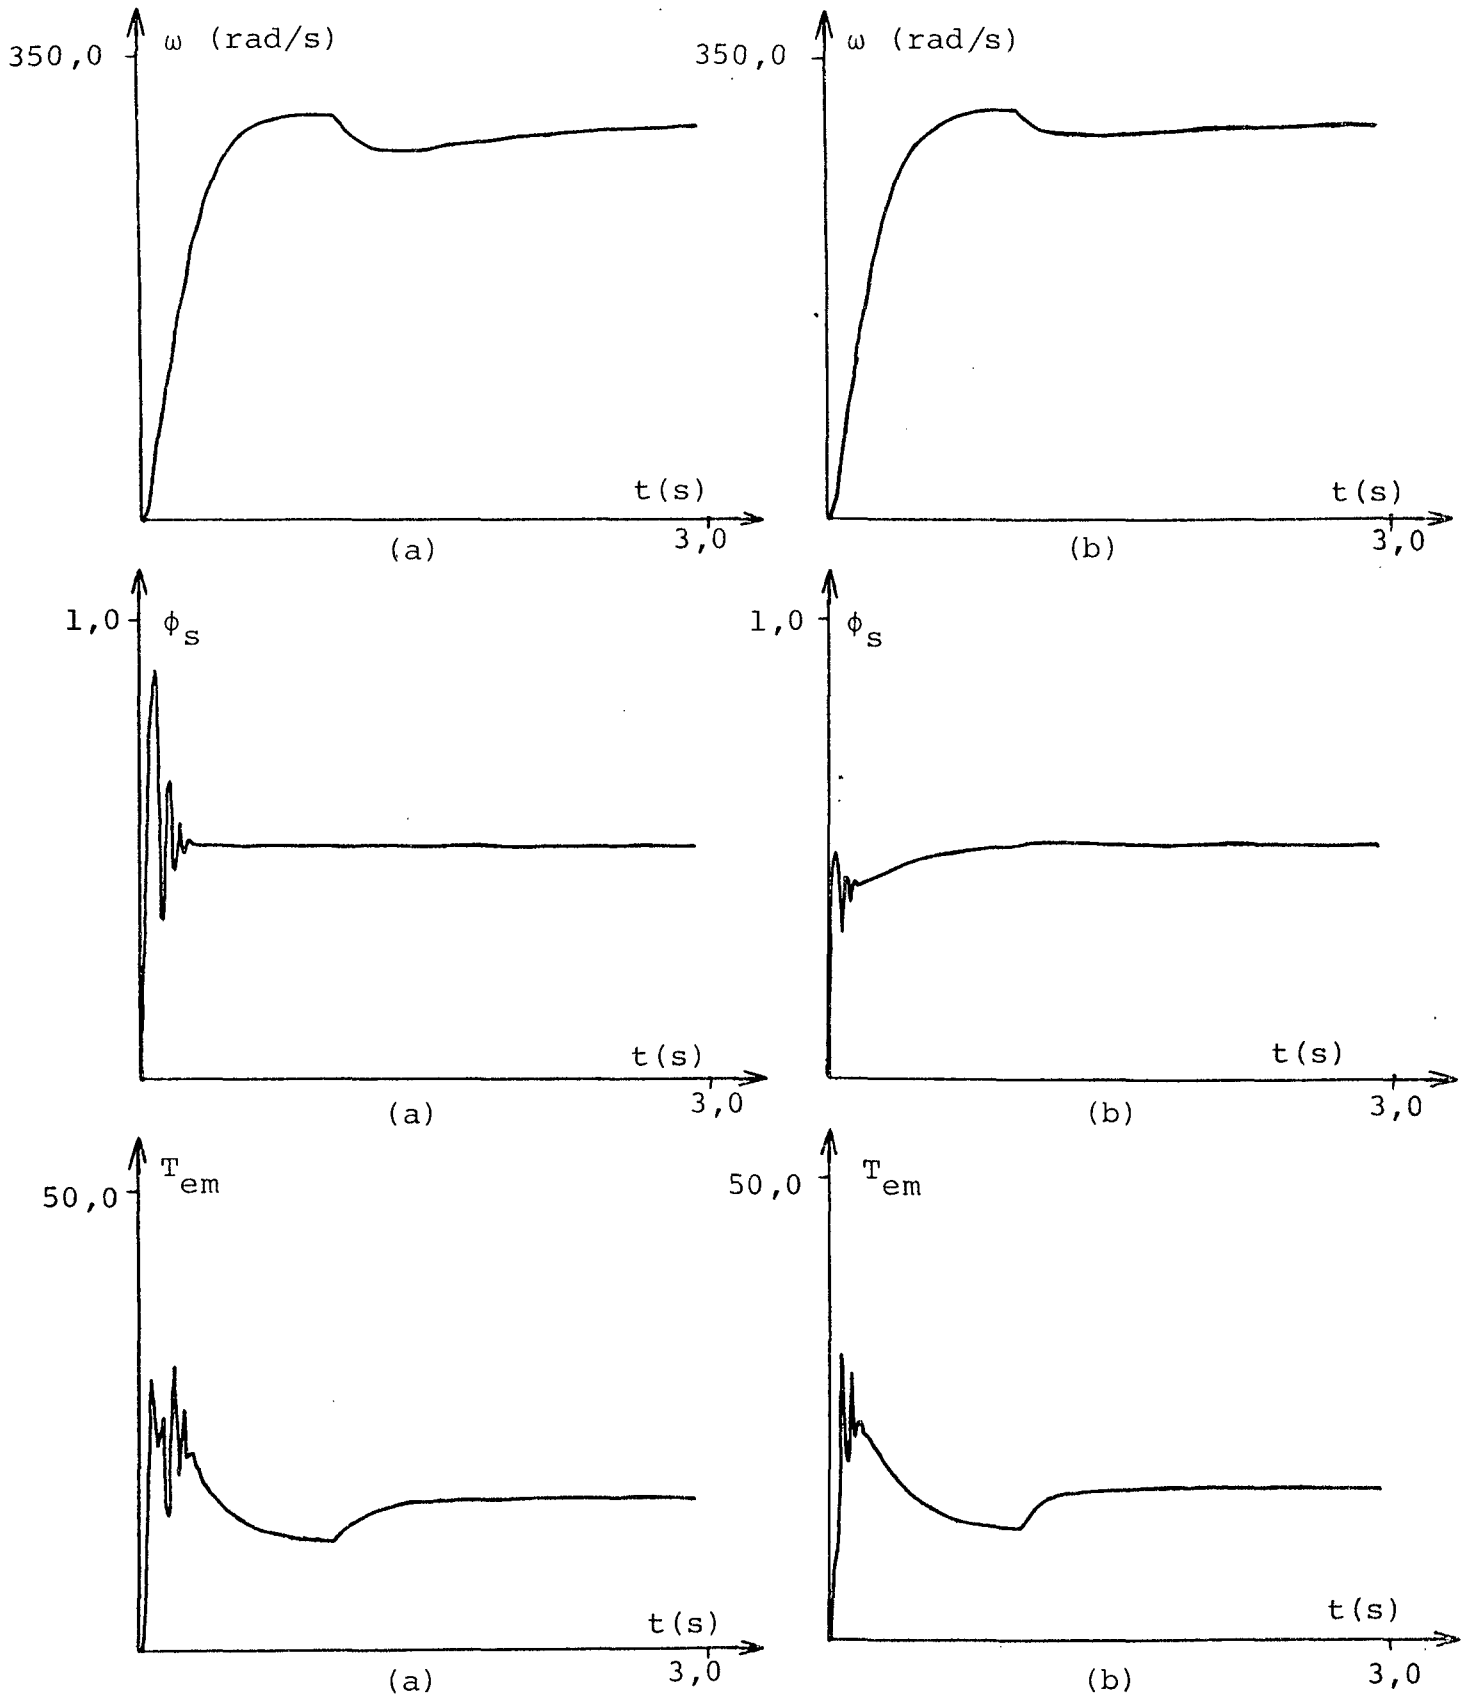 350,0 ω (rad/s)
t(s)
3,0
(a)
350,0 ω (rad/s)
t(s)
3,0
(b)
1,0 ϕs
t(s)
3,0
(a)
1,0 ϕs
t(s)
3,0
(b)
50,0 Tem
t(s)
3,0
(a)
50,0 Tem
t(s)
3,0
(b)